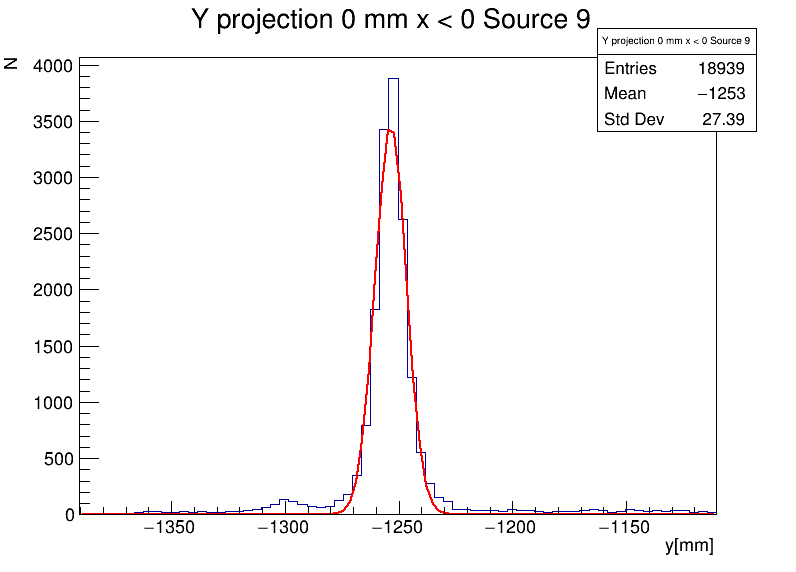 Y projection 0 mm x < 0 Source 9
Y projection 0 mm x < 0 Source 9
Entries 18939
Mean −1253
Std Dev 27.39
N
4000
3500
3000
2500
2000
1500
1000
500
0
−1350 −1300 −1250 −1200 −1150
y[mm]